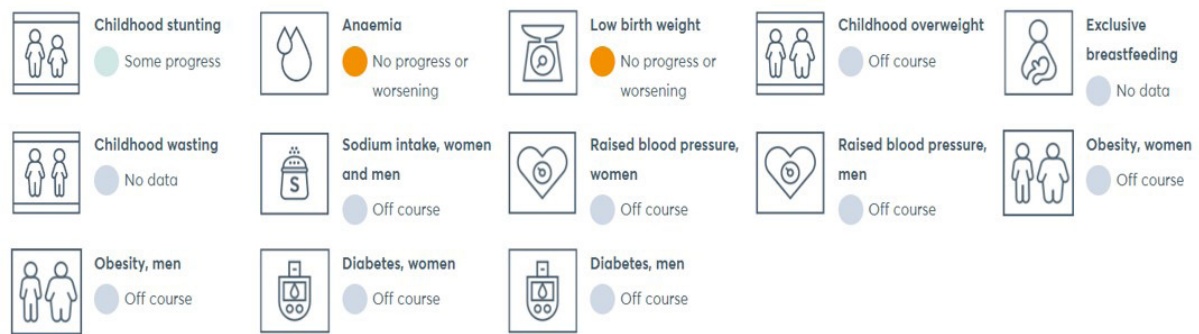 Childhood stunting
Some progress
Anaemia
No progress or
worsening
Low birth weight
No progress or
worsening
Childhood overweight
Off course
Exclusive
breastfeeding
No data
Childhood wasting
No data
Sodium intake, women
and men
S
Off course
Raised blood pressure,
women
Off course
Raised blood pressure,
men
Off course
Obesity, women
Off course
Obesity, men
Off course
Diabetes, women
Off course
Diabetes, men
Off course